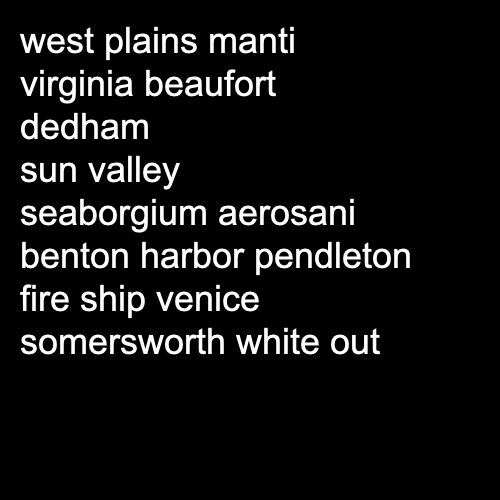 west plains manti
virginia beaufort
dedham
sun valley
seaborgium aerosani
benton harbor pendleton
fire ship venice
somersworth white out